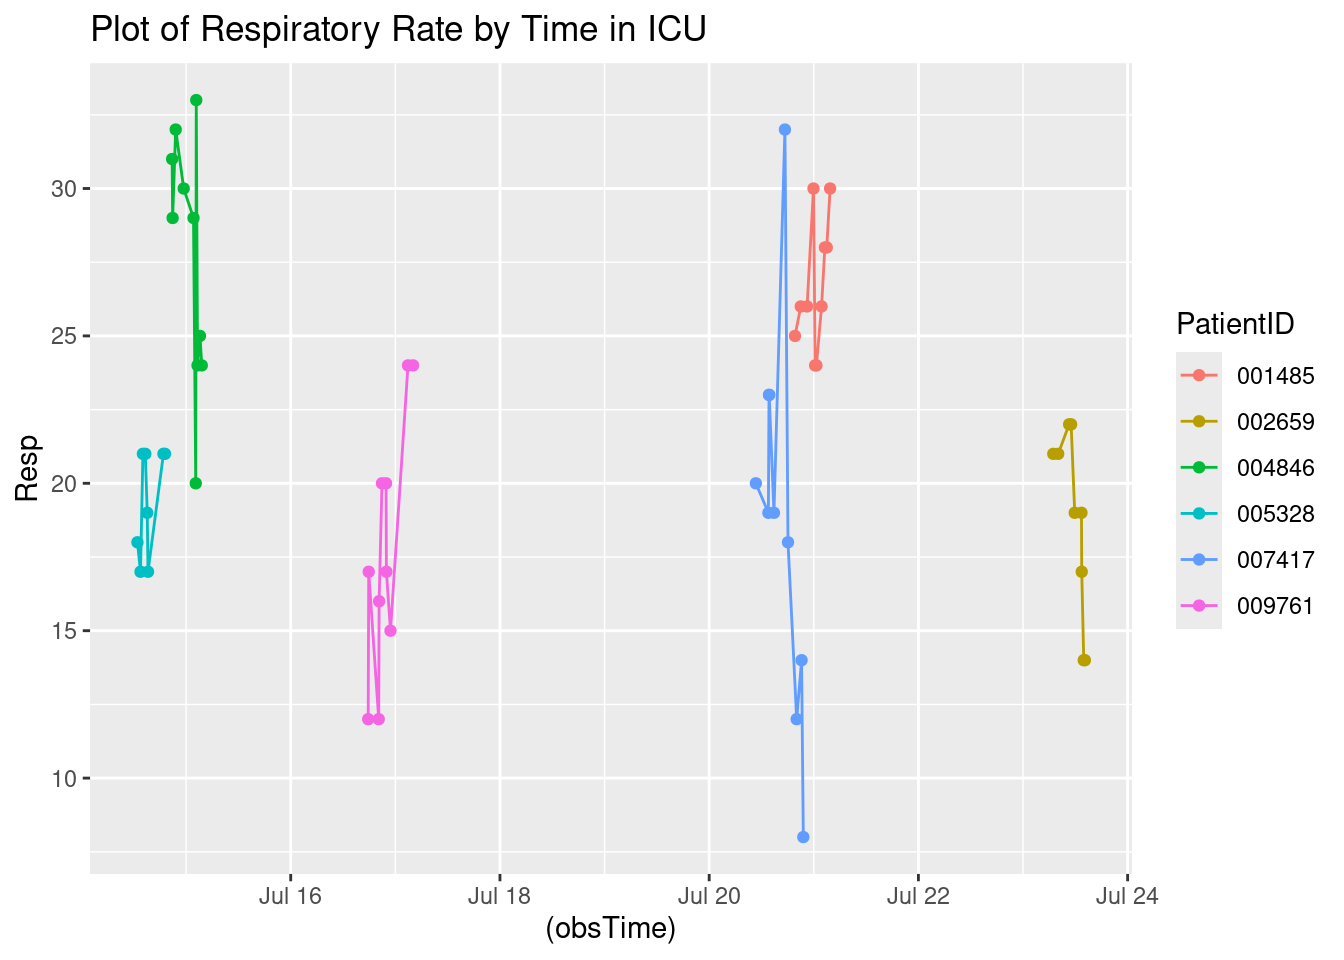 Plot of Respiratory Rate by Time in ICU
Resp
30
25
20
15
10
Jul 16
Jul 18
Jul 20
Jul 22
Jul 24
(obsTime)
PatientID
001485
002659
004846
005328
007417
009761